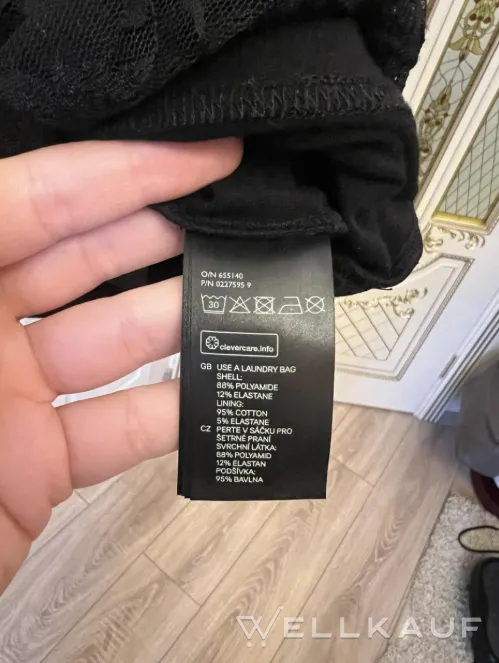 O/N 655140
P/N 0227595 9
30
clevercare.info
GB USE A LAUNDRY BAG
SHELL:
88% POLYAMIDE
12% ELASTANE
LINING:
95% COTTON
5% ELASTANE
CZ PERTE V SÁČKU PRO
ŠETRNÉ PRANÍ
SVRCHNÍ LÁTKA:
88% POLYAMID
12% ELASTAN
PODŠÍVKA:
95% BAVLNA
WELLKAUF